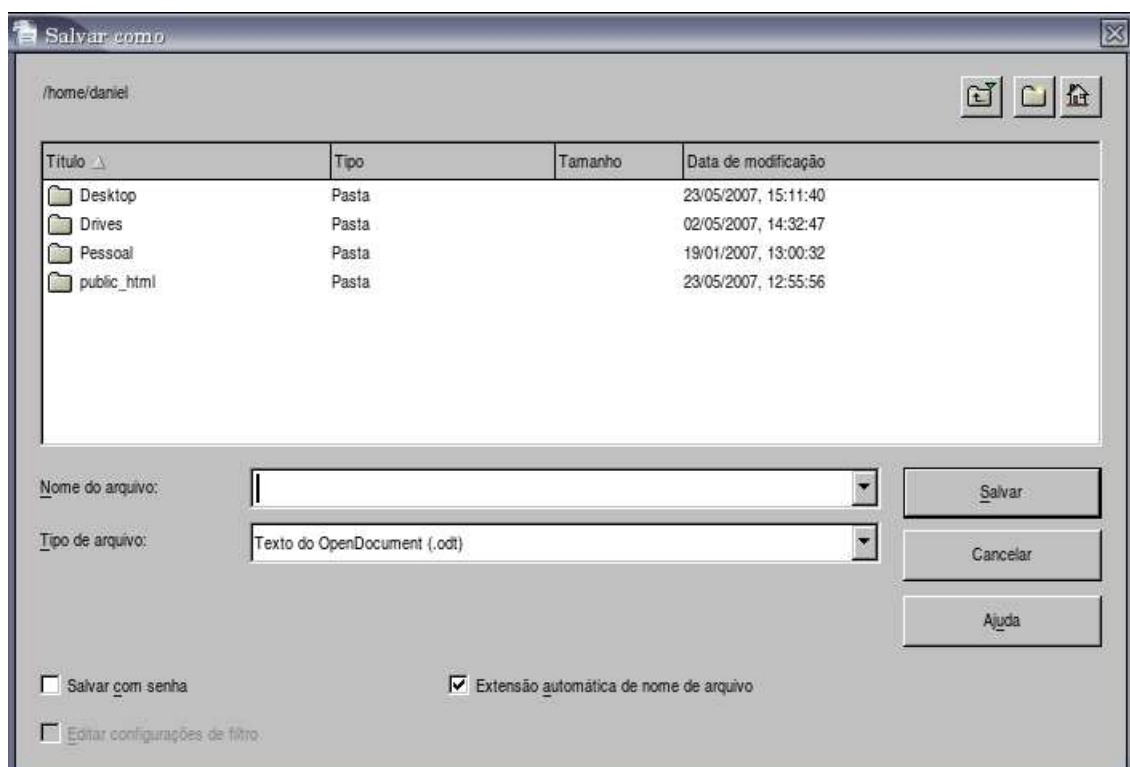 Salvar como
/home/daniel
Título Tipo Tamanho Data de modificação
Desktop Pasta 23/05/2007, 15:11:40
Drives Pasta 02/05/2007, 14:32:47
Pessoal Pasta 19/01/2007, 13:00:32
public_html Pasta 23/05/2007, 12:55:56
Nome do arquivo: Salvar
Tipo de arquivo: Texto do OpenDocument (.odt) Cancelar
Ajuda
Salvar com senha Extensão automática de nome de arquivo
Editar configurações de filtro